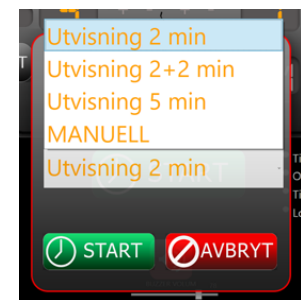 Utvisning 2 min
Utvisning 2+2 min
Utvisning 5 min
MANUELL
Utvisning 2 min
START
AVBRYT